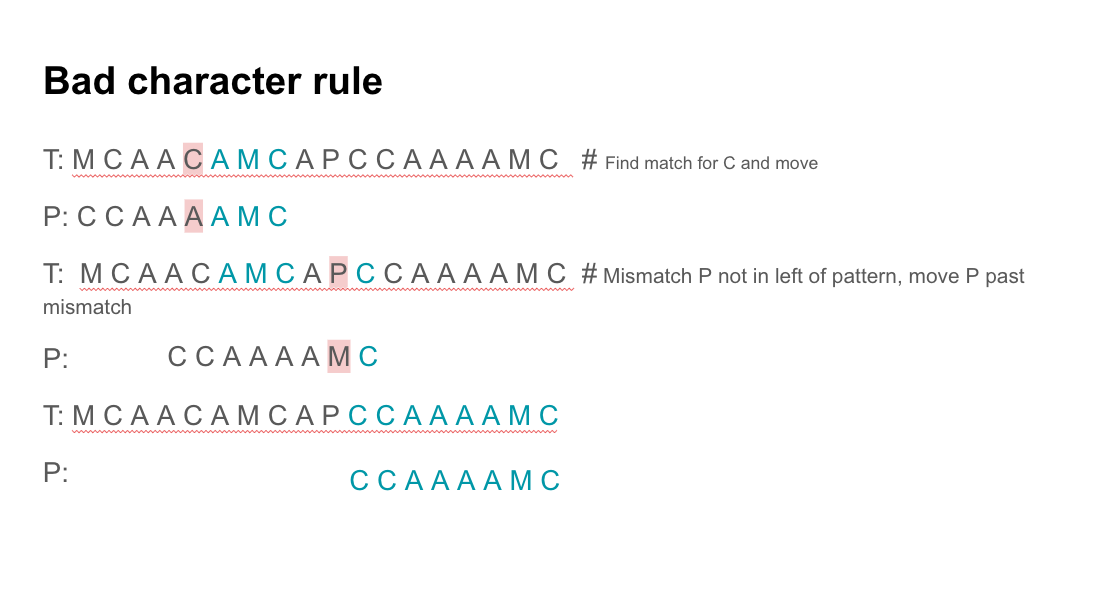 Bad character rule
T: M C A A C A M C A P C C A A A A M C # Find match for C and move
P: C C A A A A M C
T: M C A A C A M C A P C C A A A A M C # Mismatch P not in left of pattern, move P past
mismatch
P: C C A A A A M C
T: M C A A C A M C A P C C A A A A M C
P: C C A A A A M C